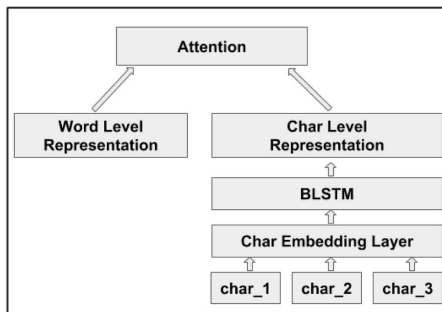 Attention
Word Level
Representation
Char Level
Representation
BLSTM
Char Embedding Layer
char_1 char_2 char_3